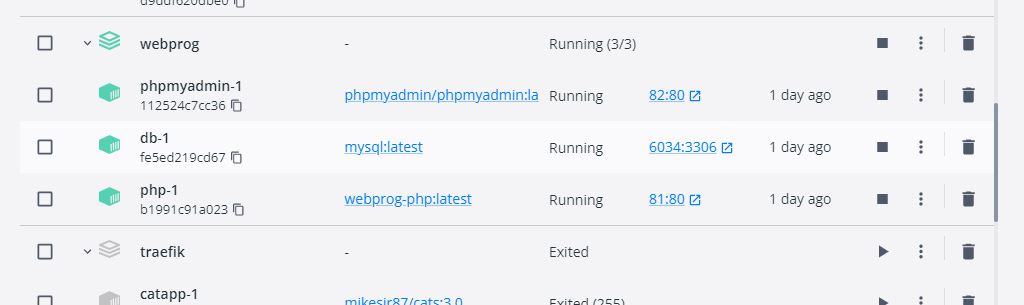 d9ddf620dbe0
webprog - Running (3/3)
phpmyadmin-1
112524c7cc36
phpmyadmin/phpmyadmin:la Running 82:80 1 day ago
db-1
fe5ed219cd67
mysql:latest Running 6034:3306 1 day ago
php-1
b1991c91a023
webprog-php:latest Running 81:80 1 day ago
traefik - Exited
catapp-1
mikesir87/cats:3.0 Exited (255)